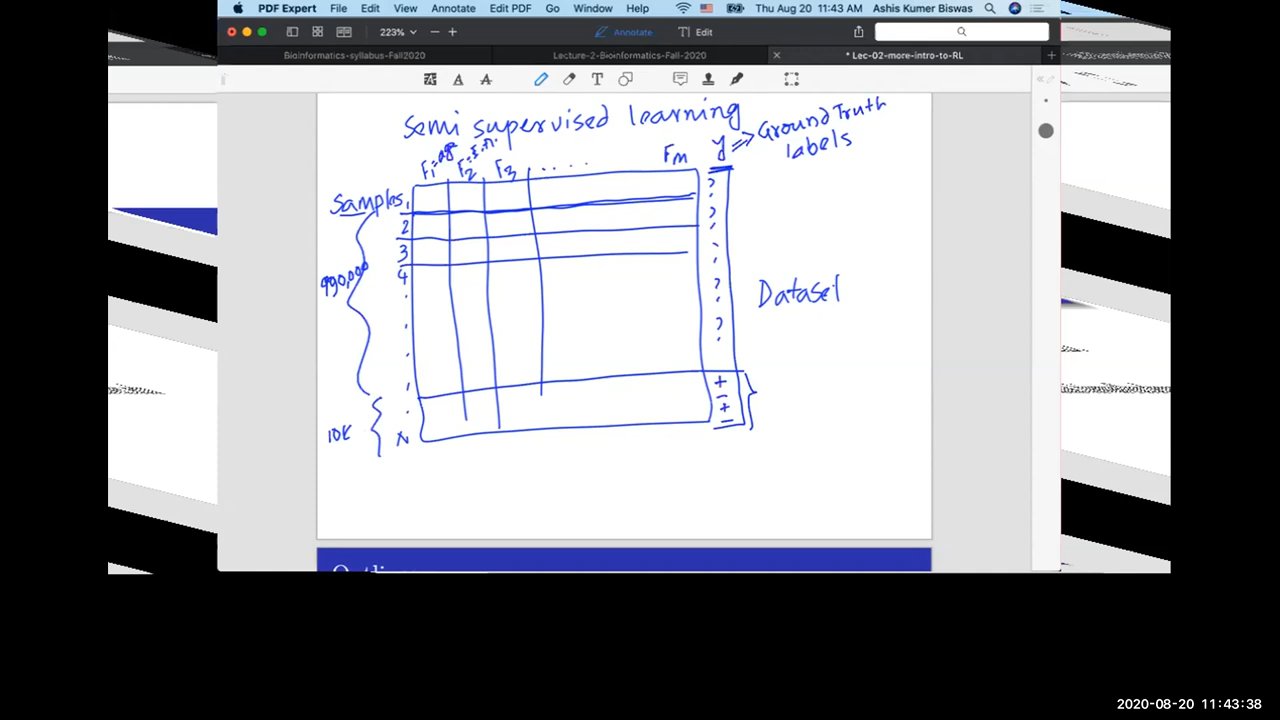 PDF Expert File Edit View Annotate Edit PDF Go Window Help Thu Aug 20 11:43 AM Ashis Kumer Biswas
223% Annotate Edit
Bioinformatics-syllabus-Fall2020 Lecture-2-Bionformatics-Fall-2020 * Lec-02-more-intro-to-RL
Semi supervised learning
y => Ground Truth
labels
F1 = age F2 F3 .... Fm
Samples 1 ?
2 ?
3
4 ?
?
990,000
Dataset
+
-
+
-
10K
N
2020-08-20 11:43:38